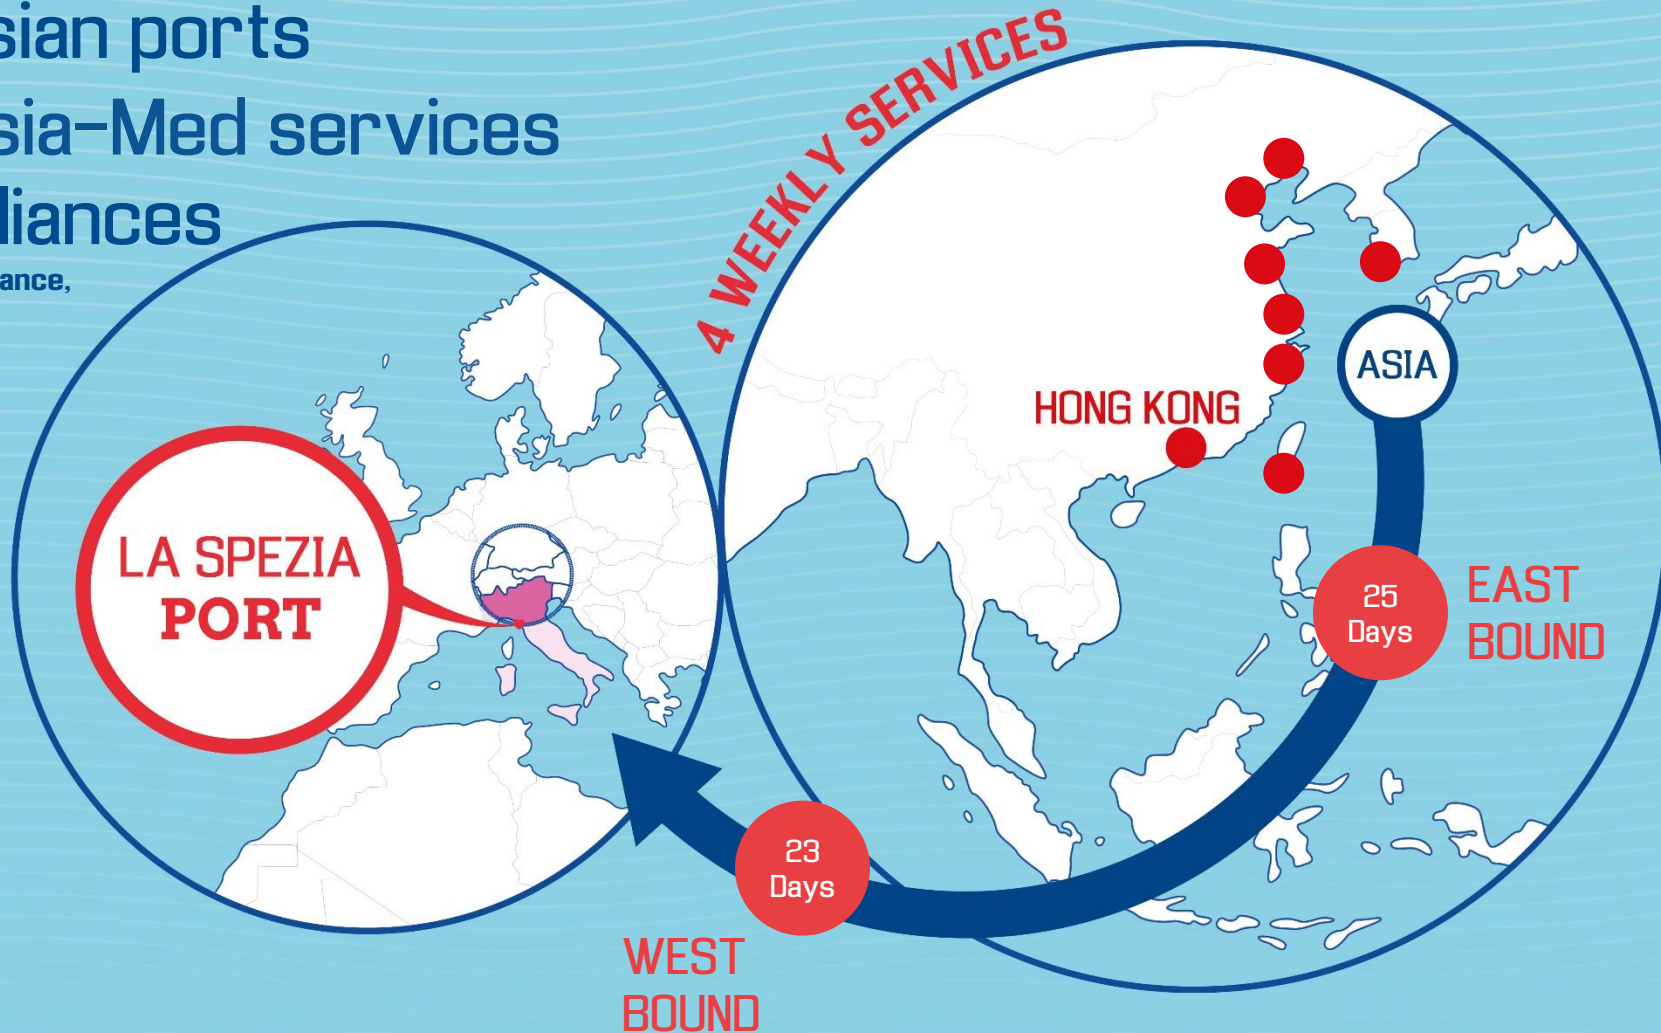 sian ports
sia-Med services
liances
ance,
4 WEEKLY SERVICES
HONG KONG
ASIA
LA SPEZIA
PORT
25
Days
EAST
BOUND
23
Days
WEST
BOUND